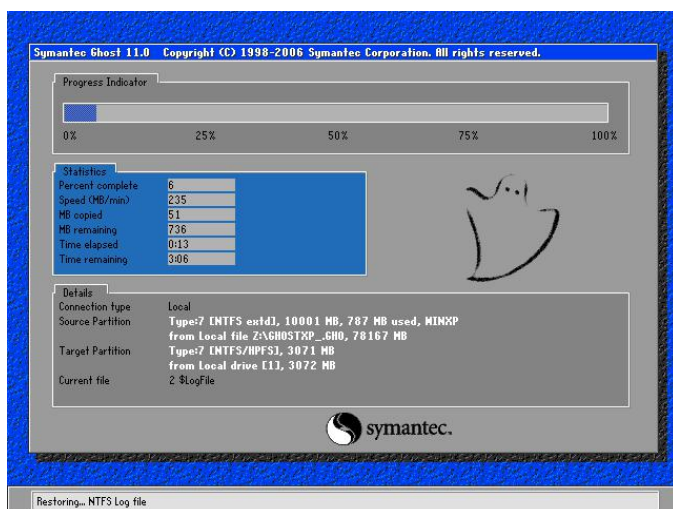 Symantec Ghost 11.0 Copyright (C) 1998-2006 Symantec Corporation. All rights reserved.
Progress Indicator
0% 25% 50% 75% 100%
Statistics
Percent complete 6
Speed (MB/min) 235
MB copied 51
MB remaining 736
Time elapsed 0:13
Time remaining 3:06
Details
Connection type Local
Source Partition Type:7 [NTFS extd], 10001 MB, 787 MB used, MINXP
from Local file Z:\GHOSTXP_.GHO, 78167 MB
Target Partition Type:7 [NTFS/HPFS], 3071 MB
from Local drive [1], 3072 MB
Current file 2 $LogFile
symantec.
Restoring... NTFS Log file